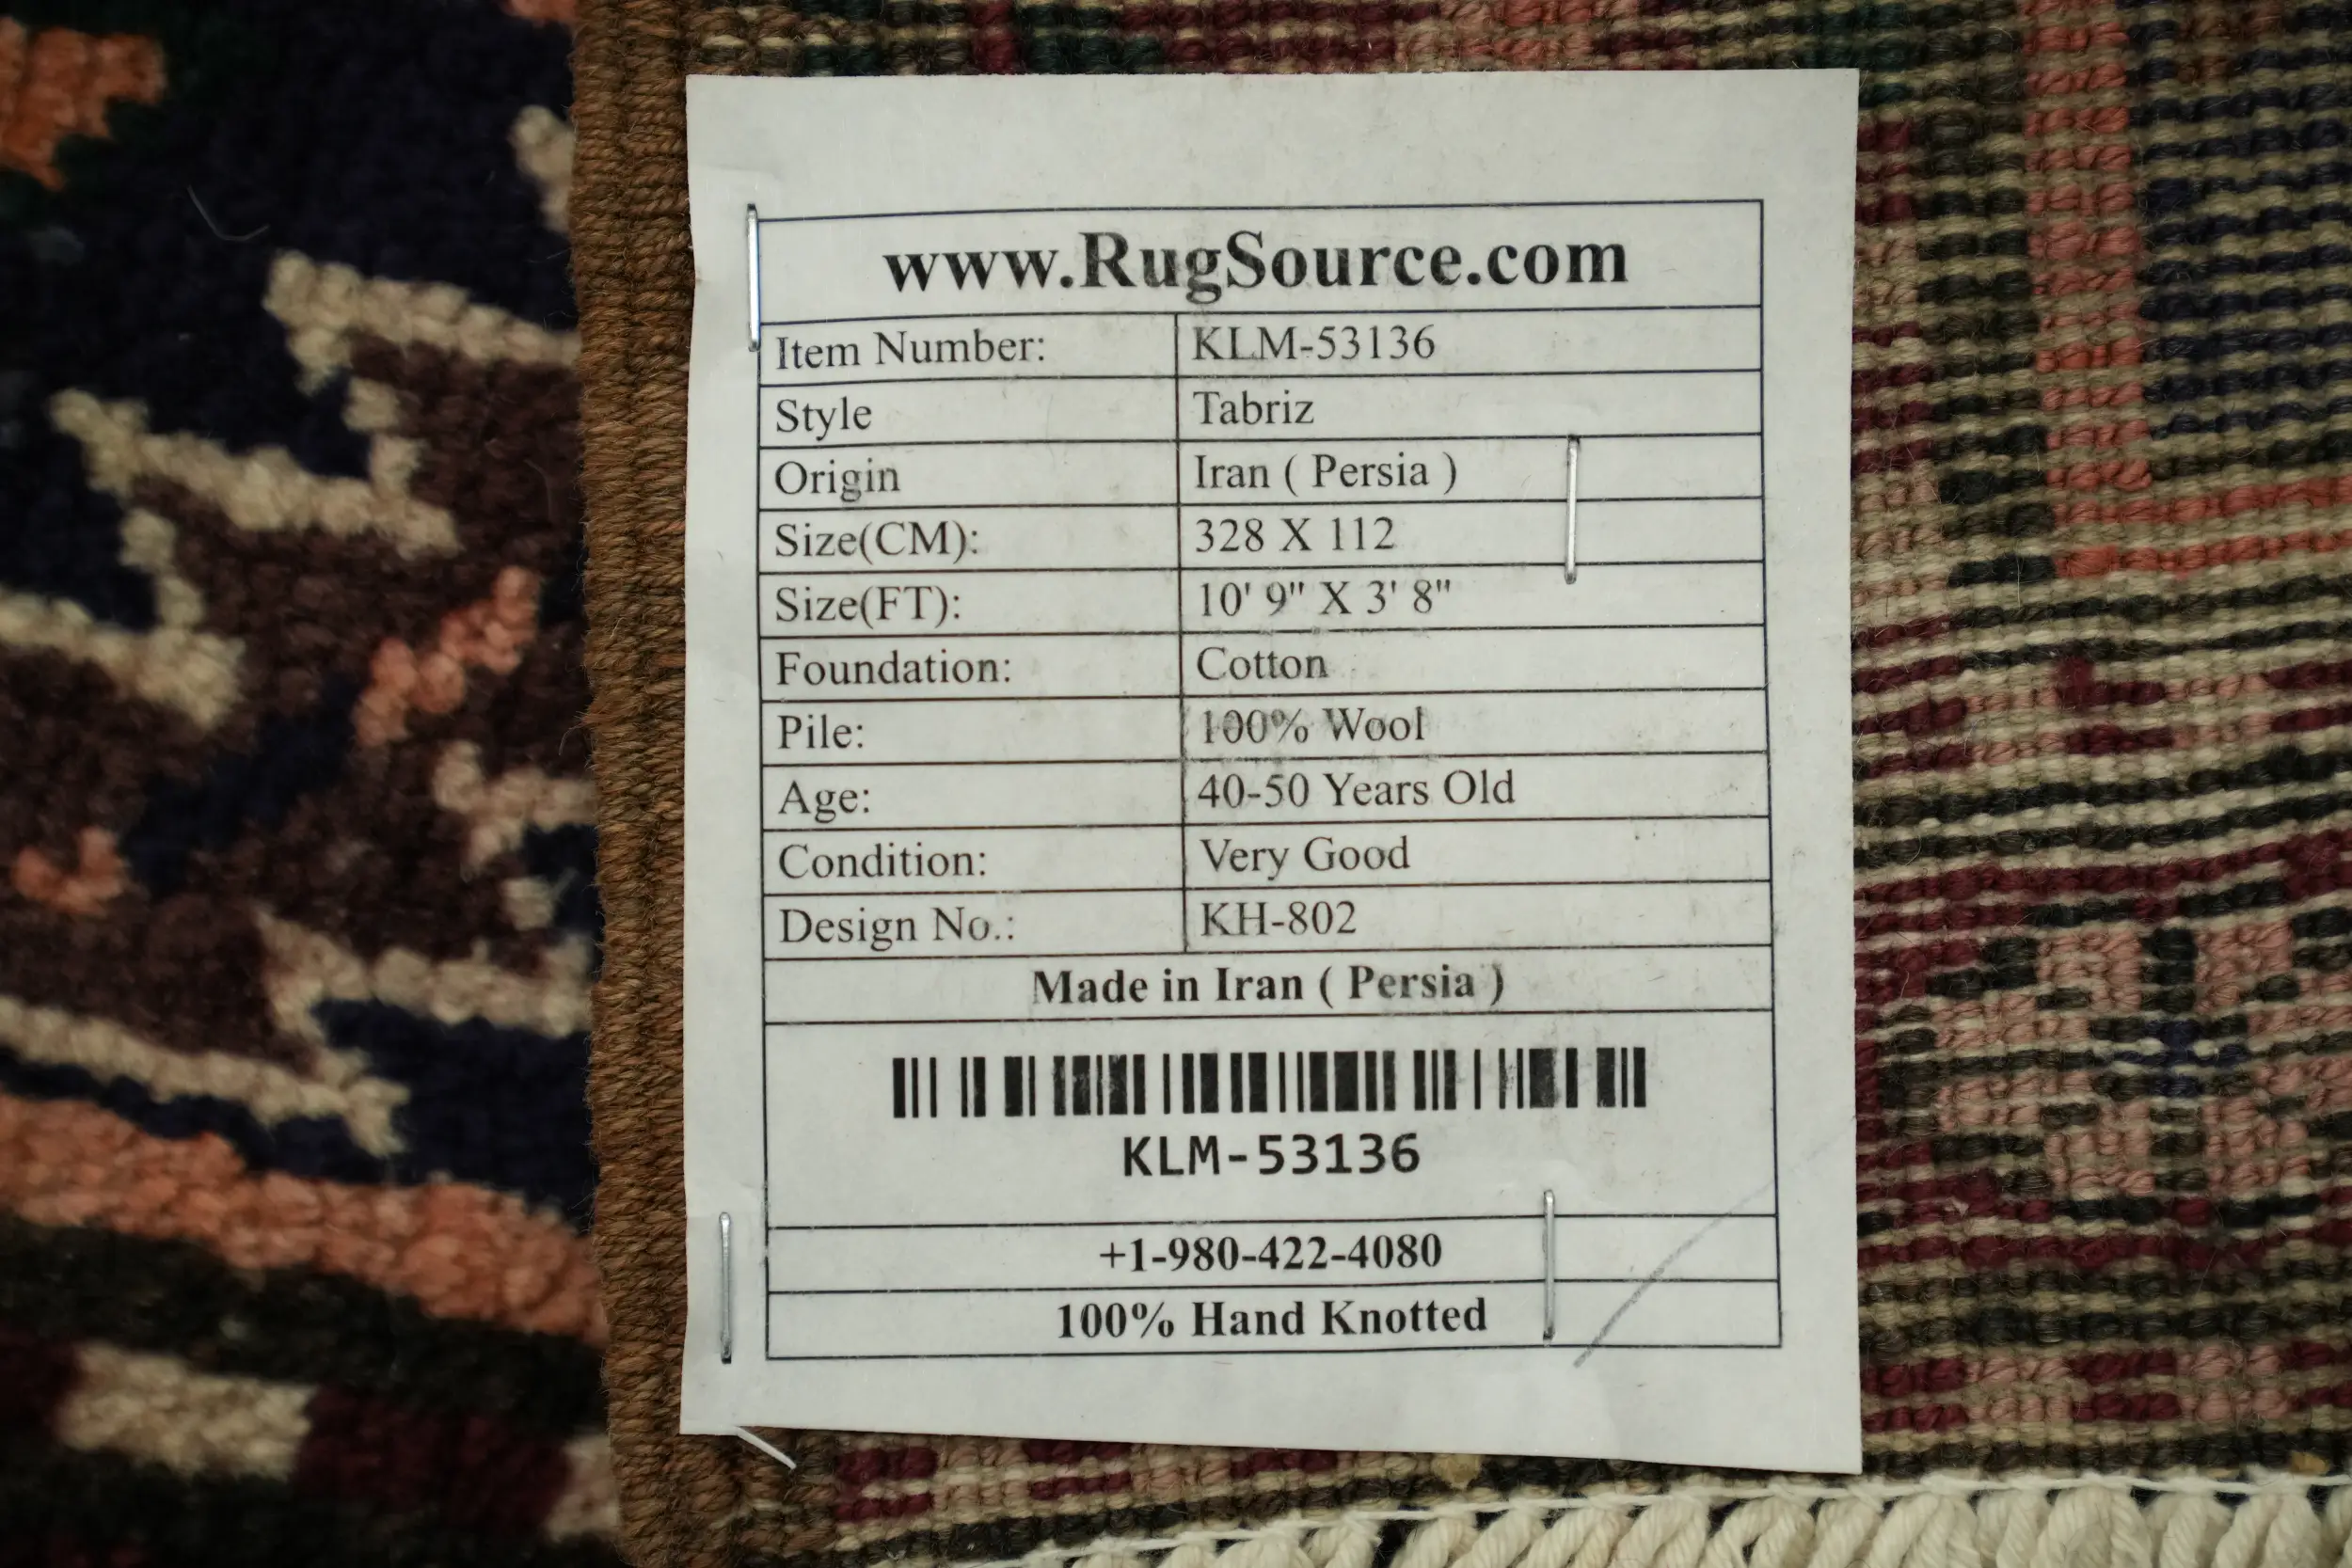 www.RugSource.com
Item Number: KLM-53136
Style Tabriz
Origin Iran ( Persia )
Size(CM): 328 X 112
Size(FT): 10' 9" X 3' 8"
Foundation: Cotton
Pile: 100% Wool
Age: 40-50 Years Old
Condition: Very Good
Design No.: KH-802
Made in Iran ( Persia )
KLM-53136
+1-980-422-4080
100% Hand Knotted